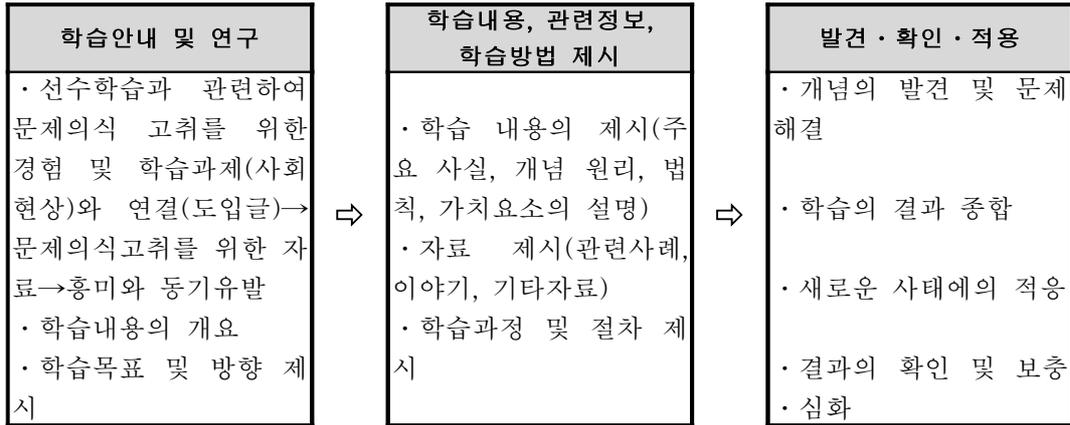 학습안내 및 연구
· 선수학습과 관련하여
문제의식 고취를 위한
경험 및 학습과제(사회
현상)와 연결(도입글)→
문제의식고취를 위한 자
료→흥미와 동기유발
· 학습내용의 개요
· 학습목표 및 방향 제
시
⇨
학습내용, 관련정보,
학습방법 제시
· 학습 내용의 제시(주
요 사실, 개념 원리, 법
칙, 가치요소의 설명)
· 자료 제시(관련사례,
이야기, 기타자료)
· 학습과정 및 절차 제
시
⇨
발견·확인·적용
· 개념의 발견 및 문제
해결
· 학습의 결과 종합
· 새로운 사태에의 적응
· 결과의 확인 및 보충
· 심화